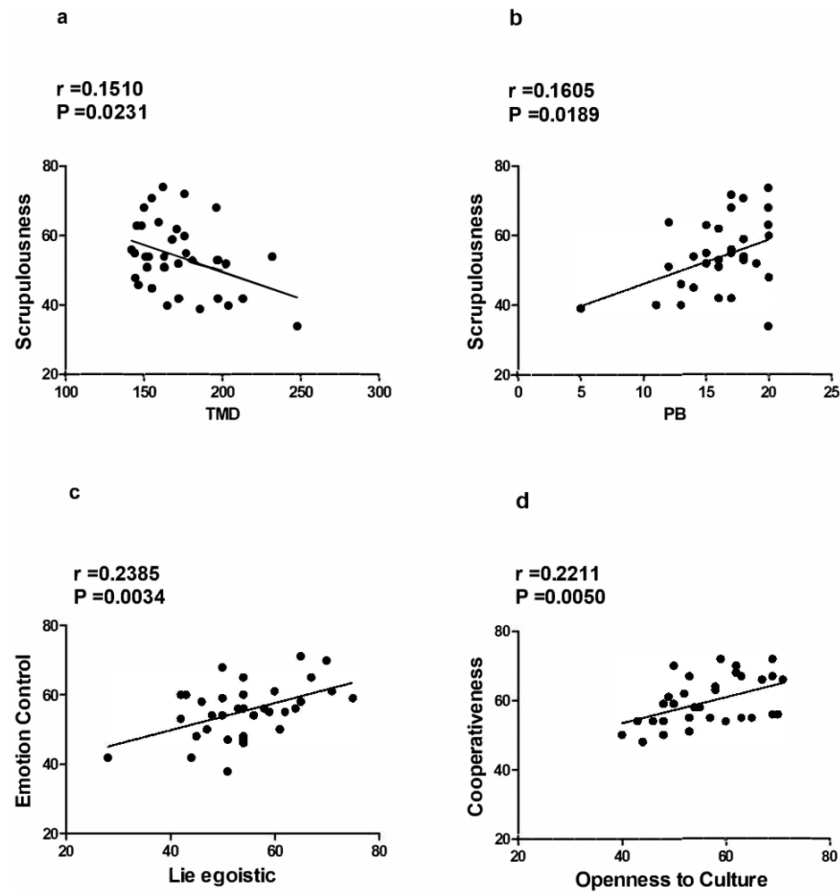 a
r =0.1510
P =0.0231
80
60
40
20
Scrupulousness
100
150
200
250
300
TMD
b
r =0.1605
P =0.0189
80
60
40
20
Scrupulousness
0
5
10
15
20
25
PB
c
r =0.2385
P =0.0034
80
60
40
20
Emotion Control
20
40
60
80
Lie egoistic
d
r =0.2211
P =0.0050
80
60
40
20
Cooperativeness
20
40
60
80
Openness to Culture